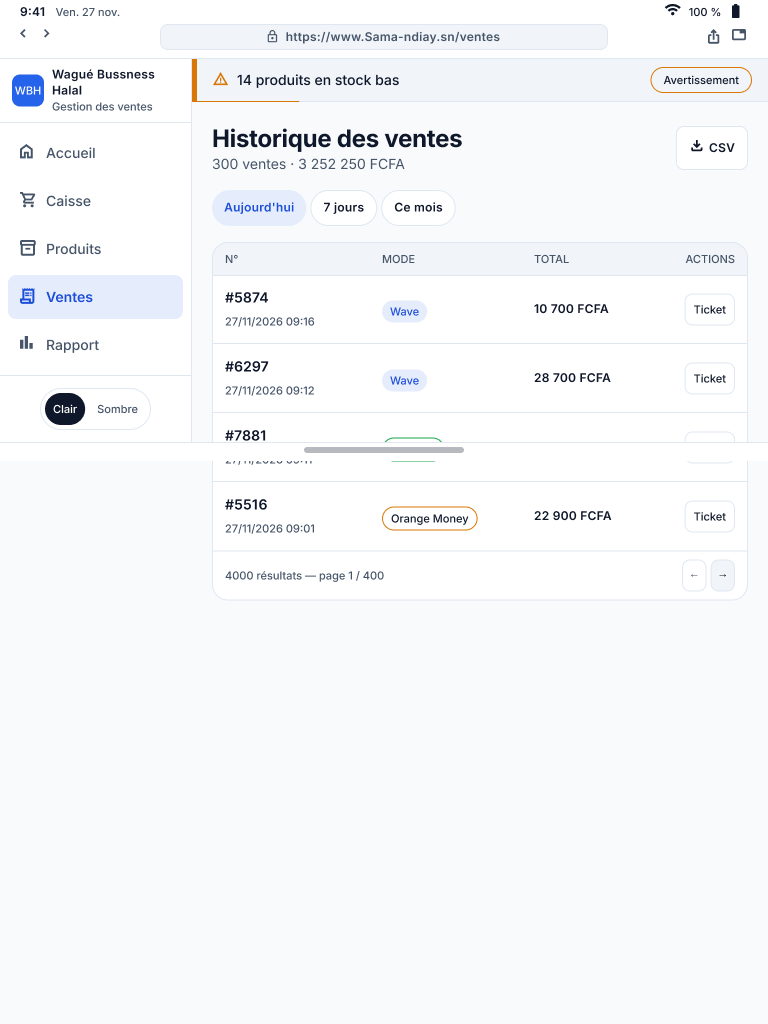 9:41 Ven. 27 nov.
100 %
https://www.Sama-ndiay.sn/ventes
WBH
Wagué Bussness
Halal
Gestion des ventes
14 produits en stock bas
Avertissement
Accueil
Caisse
Produits
Ventes
Rapport
Clair
Sombre
Historique des ventes
300 ventes · 3 252 250 FCFA
CSV
Aujourd'hui
7 jours
Ce mois
N° MODE TOTAL ACTIONS
#5874
27/11/2026 09:16
Wave
10 700 FCFA
Ticket
#6297
27/11/2026 09:12
Wave
28 700 FCFA
Ticket
#7881
#5516
27/11/2026 09:01
Orange Money
22 900 FCFA
Ticket
4000 résultats — page 1 / 400
← →